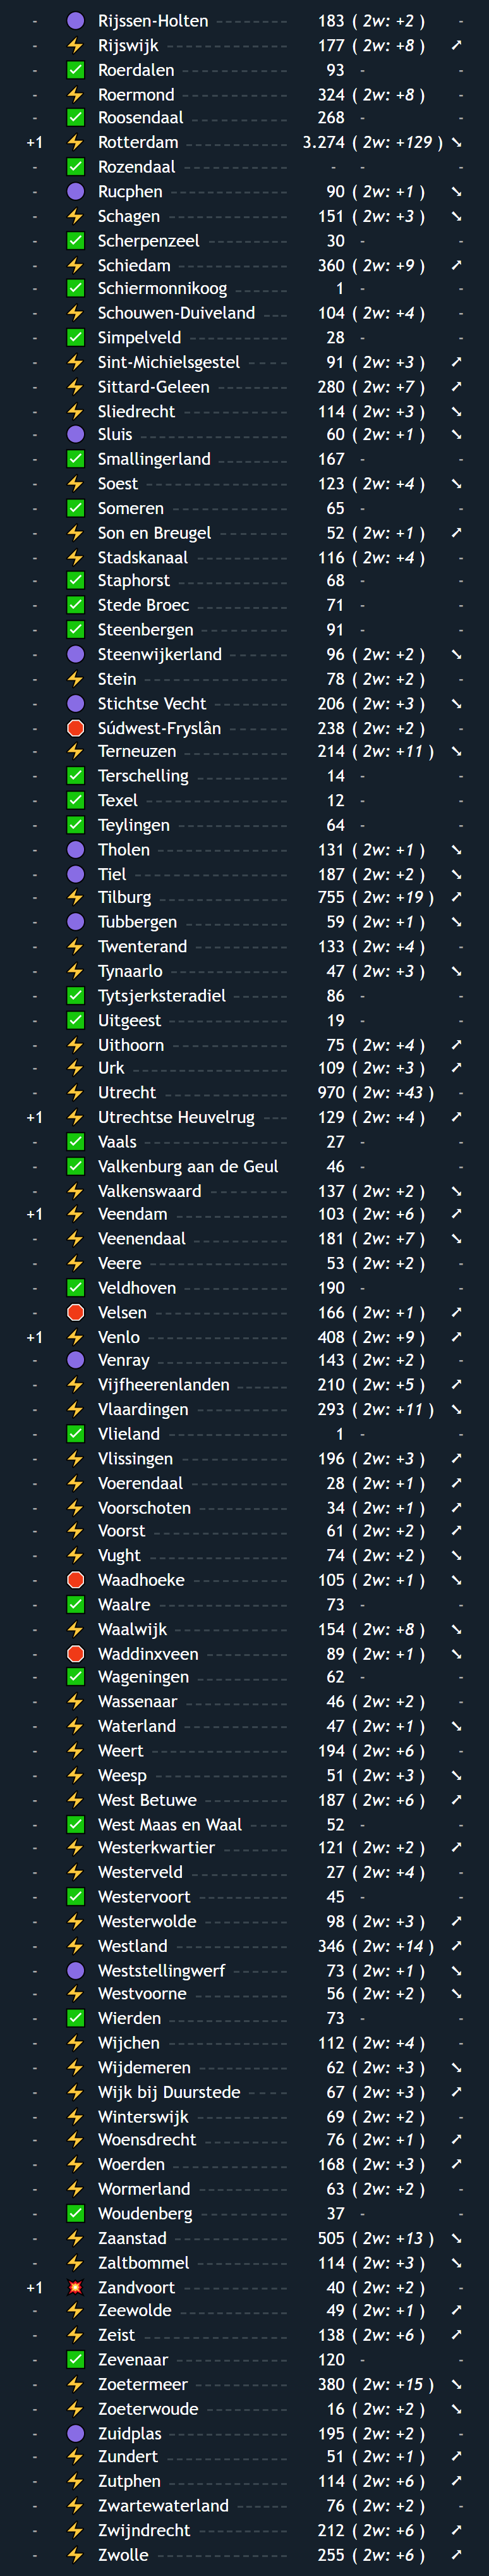 - 🟣 Rijssen-Holten 183 ( 2w: +2 ) -
- ⚡ Rijswijk 177 ( 2w: +8 ) ➚
- ✅ Roerdalen 93 - -
- ⚡ Roermond 324 ( 2w: +8 ) -
- ✅ Roosendaal 268 - -
+1 ⚡ Rotterdam 3.274 ( 2w: +129 ) ➘
- ✅ Rozendaal - - -
- 🟣 Rucphen 90 ( 2w: +1 ) ➘
- ⚡ Schagen 151 ( 2w: +3 ) ➘
- ✅ Scherpenzeel 30 - -
- ⚡ Schiedam 360 ( 2w: +9 ) ➚
- ✅ Schiermonnikoog 1 - -
- ⚡ Schouwen-Duiveland 104 ( 2w: +4 ) -
- ✅ Simpelveld 28 - -
- ⚡ Sint-Michielsgestel 91 ( 2w: +3 ) ➚
- ⚡ Sittard-Geleen 280 ( 2w: +7 ) ➚
- ⚡ Sliedrecht 114 ( 2w: +3 ) ➘
- 🟣 Sluis 60 ( 2w: +1 ) ➘
- ✅ Smallingerland 167 - -
- ⚡ Soest 123 ( 2w: +4 ) ➘
- ✅ Someren 65 - -
- ⚡ Son en Breugel 52 ( 2w: +1 ) ➚
- ⚡ Stadskanaal 116 ( 2w: +4 ) -
- ✅ Staphorst 68 - -
- ✅ Stede Broec 71 - -
- ✅ Steenbergen 91 - -
- 🟣 Steenwijkerland 96 ( 2w: +2 ) ➘
- ⚡ Stein 78 ( 2w: +2 ) -
- 🟣 Stichtse Vecht 206 ( 2w: +3 ) ➘
- 🛑 Súdwest-Fryslân 238 ( 2w: +2 ) -
- ⚡ Terneuzen 214 ( 2w: +11 ) ➘
- ✅ Terschelling 14 - -
- ✅ Texel 12 - -
- ✅ Teylingen 64 - -
- 🟣 Tholen 131 ( 2w: +1 ) ➘
- 🟣 Tiel 187 ( 2w: +2 ) ➘
- ⚡ Tilburg 755 ( 2w: +19 ) ➚
- 🟣 Tubbergen 59 ( 2w: +1 ) ➘
- ⚡ Twenterand 133 ( 2w: +4 ) -
- ⚡ Tynaarlo 47 ( 2w: +3 ) ➘
- ✅ Tytsjerksteradiel 86 - -
- ✅ Uitgeest 19 - -
- ⚡ Uithoorn 75 ( 2w: +4 ) ➚
- ⚡ Urk 109 ( 2w: +3 ) ➚
- ⚡ Utrecht 970 ( 2w: +43 ) -
+1 ⚡ Utrechtse Heuvelrug 129 ( 2w: +4 ) ➚
- ✅ Vaals 27 - -
- ✅ Valkenburg aan de Geul 46 - -
- ⚡ Valkenswaard 137 ( 2w: +2 ) ➘
+1 ⚡ Veendam 103 ( 2w: +6 ) ➚
- ⚡ Veenendaal 181 ( 2w: +7 ) ➘
- ⚡ Veere 53 ( 2w: +2 ) -
- ✅ Veldhoven 190 - -
- 🛑 Velsen 166 ( 2w: +1 ) ➚
+1 ⚡ Venlo 408 ( 2w: +9 ) ➚
- 🟣 Venray 143 ( 2w: +2 ) -
- ⚡ Vijfheerenlanden 210 ( 2w: +5 ) ➚
- ⚡ Vlaardingen 293 ( 2w: +11 ) ➘
- ✅ Vlieland 1 - -
- ⚡ Vlissingen 196 ( 2w: +3 ) ➚
- ⚡ Voerendaal 28 ( 2w: +1 ) ➚
- ⚡ Voorschoten 34 ( 2w: +1 ) ➚
- ⚡ Voorst 61 ( 2w: +2 ) ➚
- ⚡ Vught 74 ( 2w: +2 ) ➘
- 🛑 Waadhoeke 105 ( 2w: +1 ) ➘
- ✅ Waalre 73 - -
- ⚡ Waalwijk 154 ( 2w: +8 ) ➘
- 🛑 Waddinxveen 89 ( 2w: +1 ) ➘
- ✅ Wageningen 62 - -
- ⚡ Wassenaar 46 ( 2w: +2 ) -
- ⚡ Waterland 47 ( 2w: +1 ) ➘
- ⚡ Weert 194 ( 2w: +6 ) -
- ⚡ Weesp 51 ( 2w: +3 ) ➘
- ⚡ West Betuwe 187 ( 2w: +6 ) ➚
- ✅ West Maas en Waal 52 - -
- ⚡ Westerkwartier 121 ( 2w: +2 ) ➚
- ⚡ Westerveld 27 ( 2w: +4 ) -
- ✅ Westervoort 45 - -
- ⚡ Westerwolde 98 ( 2w: +3 ) ➚
- ⚡ Westland 346 ( 2w: +14 ) ➚
- 🟣 Weststellingwerf 73 ( 2w: +1 ) ➘
- ⚡ Westvoorne 56 ( 2w: +2 ) ➘
- ✅ Wierden 73 - -
- ⚡ Wijchen 112 ( 2w: +4 ) -
- ⚡ Wijdemeren 62 ( 2w: +3 ) ➘
- ⚡ Wijk bij Duurstede 67 ( 2w: +3 ) ➚
- ⚡ Winterswijk 69 ( 2w: +2 ) -
- ⚡ Woensdrecht 76 ( 2w: +1 ) ➚
- ⚡ Woerden 168 ( 2w: +3 ) ➚
- ⚡ Wormerland 63 ( 2w: +2 ) -
- ✅ Woudenberg 37 - -
- ⚡ Zaanstad 505 ( 2w: +13 ) ➘
- ⚡ Zaltbommel 114 ( 2w: +3 ) ➘
+1 💥 Zandvoort 40 ( 2w: +2 ) -
- ⚡ Zeewolde 49 ( 2w: +1 ) ➚
- ⚡ Zeist 138 ( 2w: +6 ) ➚
- ✅ Zevenaar 120 - -
- ⚡ Zoetermeer 380 ( 2w: +15 ) ➘
- ⚡ Zoeterwoude 16 ( 2w: +2 ) ➘
- 🟣 Zuidplas 195 ( 2w: +2 ) -
- ⚡ Zundert 51 ( 2w: +1 ) ➚
- ⚡ Zutphen 114 ( 2w: +6 ) ➚
- ⚡ Zwartewaterland 76 ( 2w: +2 ) -
- ⚡ Zwijndrecht 212 ( 2w: +6 ) ➚
- ⚡ Zwolle 255 ( 2w: +6 ) ➚